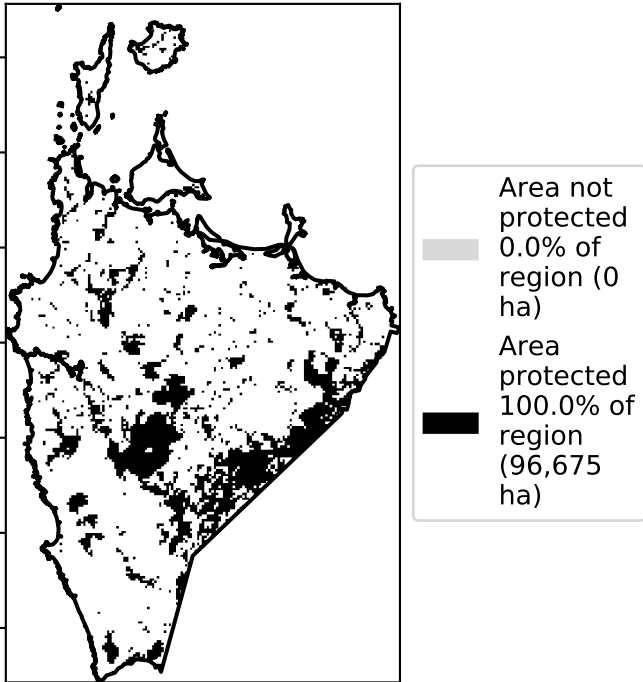 Area not
protected
0.0% of
region (0
ha)
Area
protected
100.0% of
region
(96,675
ha)